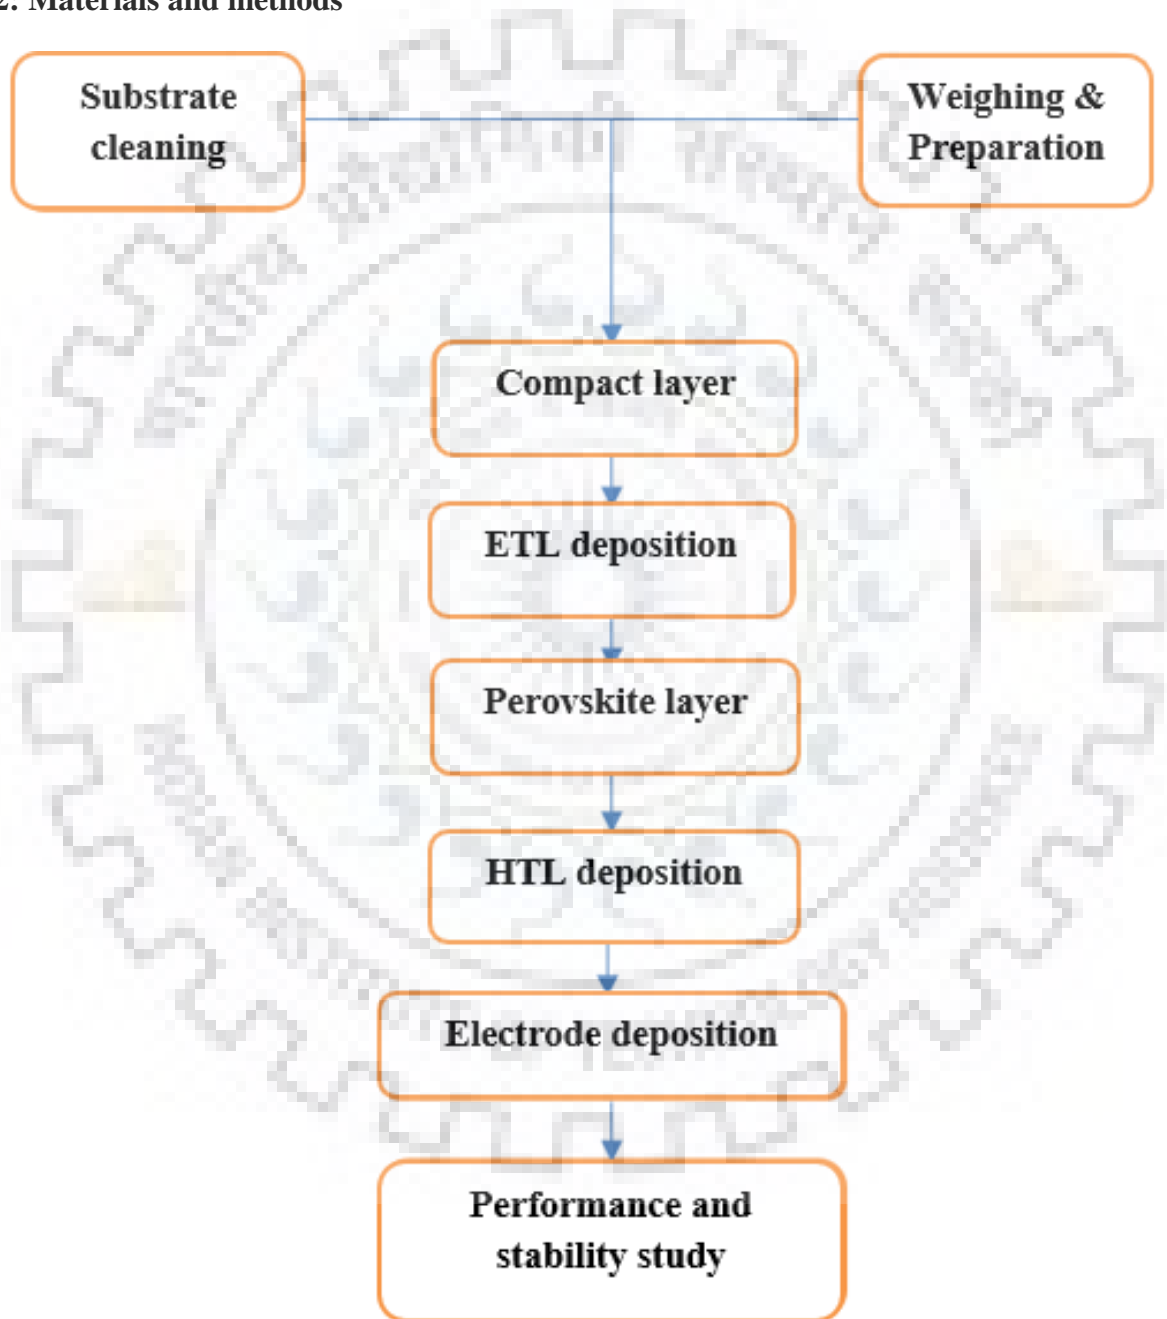 2. Materials and methods
Substrate
cleaning
Weighing &
Preparation
Compact layer
ETL deposition
Perovskite layer
HTL deposition
Electrode deposition
Performance and
stability study